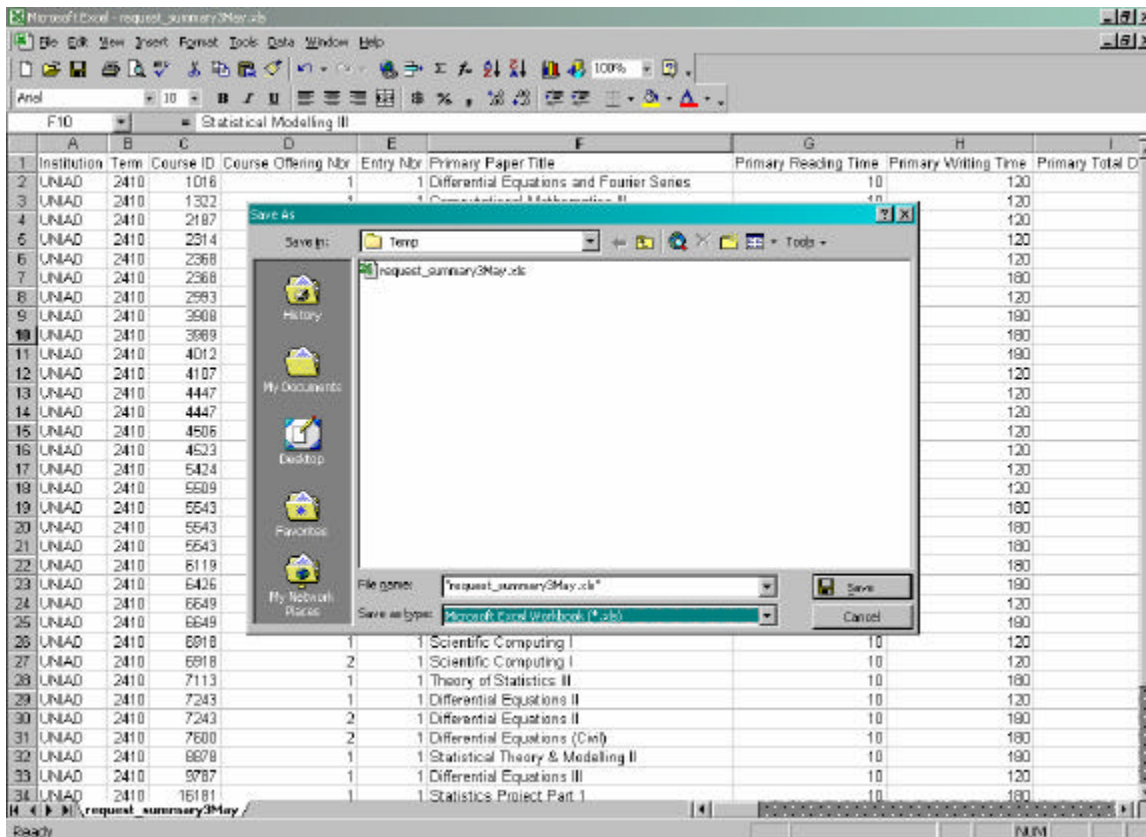 Microsoft Excel - request_summary3May.xls
File Edit View Insert Format Tools Data Window Help
100%
Arial 10 B I U
F10 = Statistical Modelling III
A B C D E F G H I
1 Institution Term Course ID Course Offering Nbr Entry Nbr Primary Paper Title Primary Reading Time Primary Writing Time Primary Total D
2 UNIAD 2410 1016 1 1 Differential Equations and Fourier Series 10 120
3 UNIAD 2410 1322 1 1 Computational Mathematics III 10 120
Save As
4 UNIAD 2410 2187 120
Save in: Temp Tools
5 UNIAD 2410 2314 120
6 UNIAD 2410 2368 120
request_summary3May.xls
7 UNIAD 2410 2368 180
8 UNIAD 2410 2993 120
History
9 UNIAD 2410 3908 180
10 UNIAD 2410 3989 180
11 UNIAD 2410 4012 180
12 UNIAD 2410 4107 120
My Documents
13 UNIAD 2410 4447 120
14 UNIAD 2410 4447 120
15 UNIAD 2410 4506 120
16 UNIAD 2410 4523 120
Desktop
17 UNIAD 2410 5424 120
18 UNIAD 2410 5509 120
19 UNIAD 2410 5543 180
20 UNIAD 2410 5543 180
Favorites
21 UNIAD 2410 5543 180
22 UNIAD 2410 6119 180
23 UNIAD 2410 6426 180
File name: "request_summary3May.xls" Save
My Network Places
24 UNIAD 2410 6649 120
Save as type: Microsoft Excel Workbook (*.xls) Cancel
25 UNIAD 2410 6649 180
26 UNIAD 2410 6918 1 1 Scientific Computing I 10 120
27 UNIAD 2410 6918 2 1 Scientific Computing I 10 120
28 UNIAD 2410 7113 1 1 Theory of Statistics III 10 180
29 UNIAD 2410 7243 1 1 Differential Equations II 10 120
30 UNIAD 2410 7243 2 1 Differential Equations II 10 180
31 UNIAD 2410 7600 2 1 Differential Equations (Civil) 10 180
32 UNIAD 2410 8878 1 1 Statistical Theory & Modelling II 10 180
33 UNIAD 2410 9787 1 1 Differential Equations III 10 120
34 UNIAD 2410 16181 1 1 Statistics Project Part 1 10 180
request_summary3May
Ready NUM